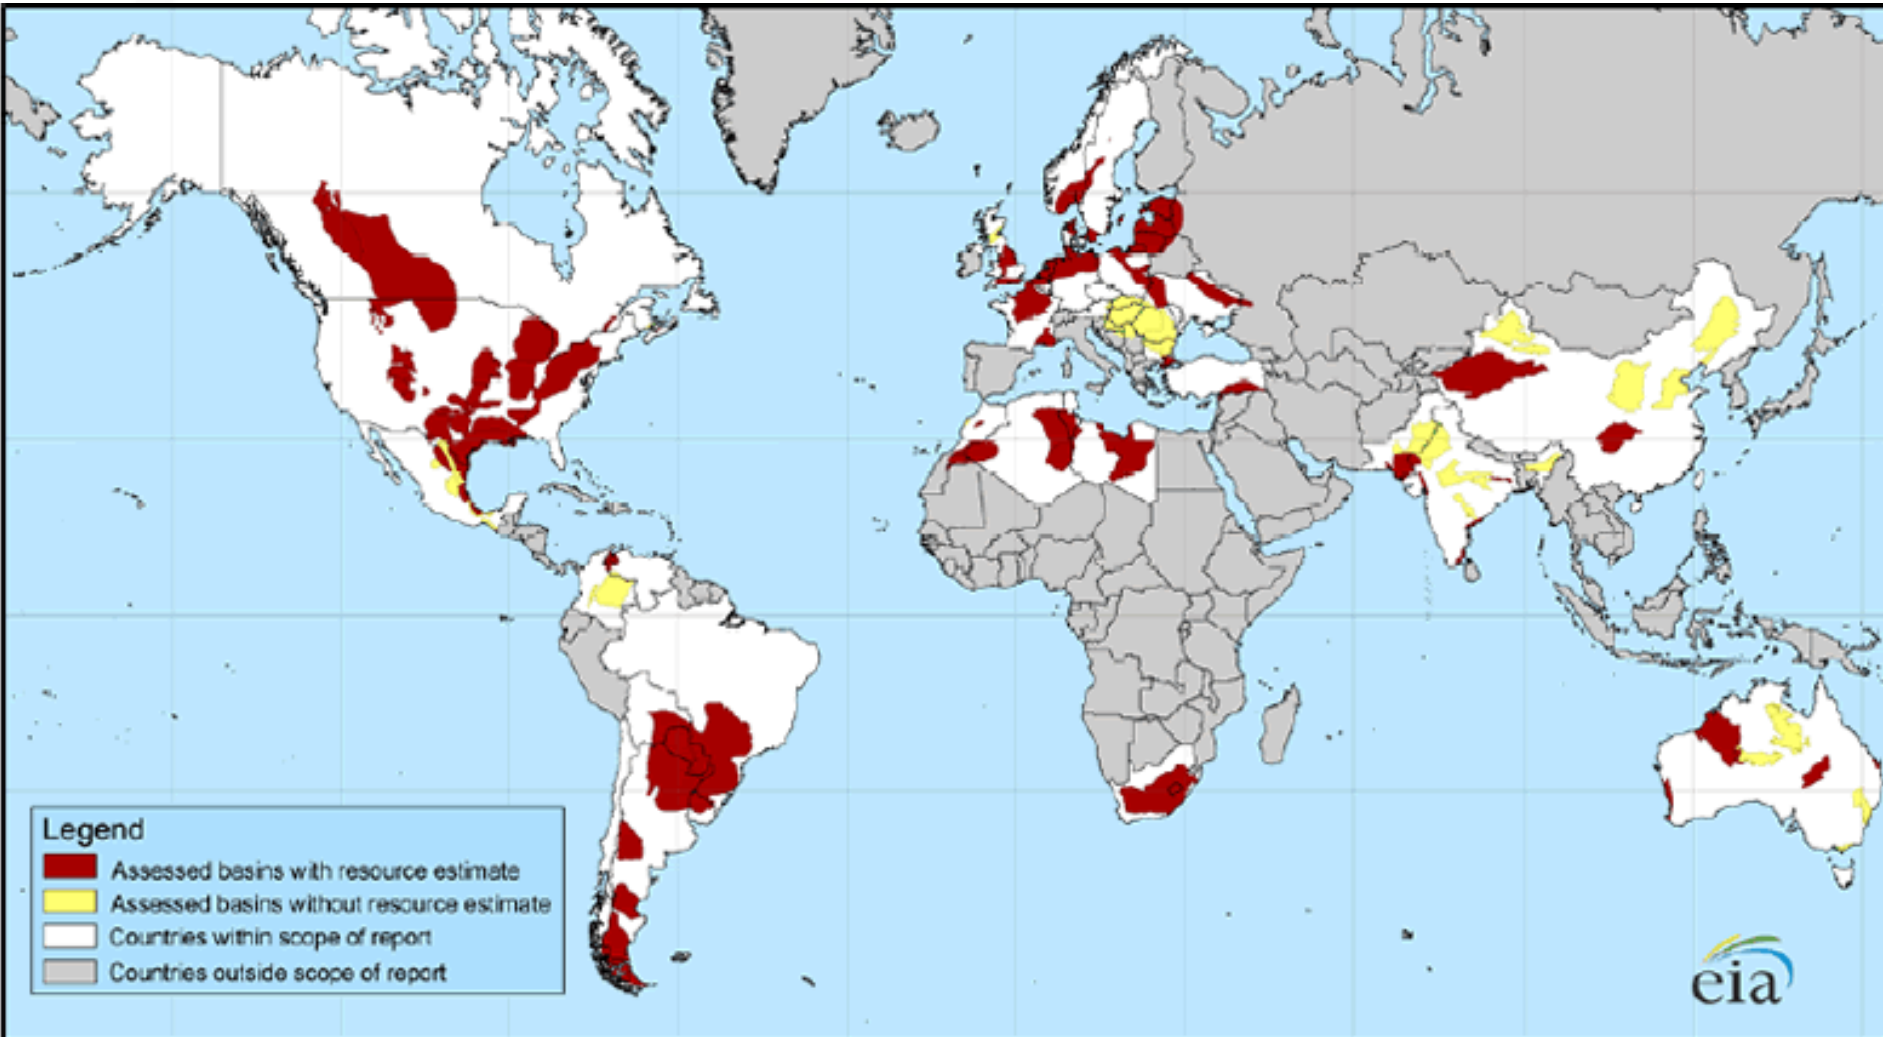 Legend
Assessed basins with resource estimate
Assessed basins without resource estimate
Countries within scope of report
Countries outside scope of report
eia